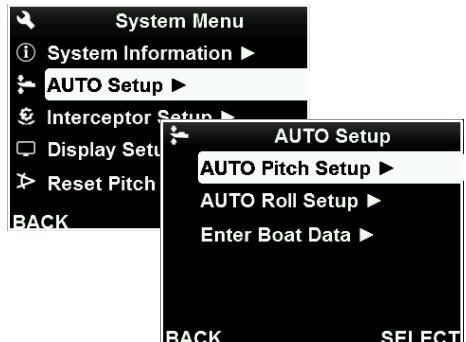 System Menu
System Information ►
AUTO Setup ►
Interceptor Setup ►
Display Setu
Reset Pitch
BACK
AUTO Setup
AUTO Pitch Setup ►
AUTO Roll Setup ►
Enter Boat Data ►
BACK SELECT